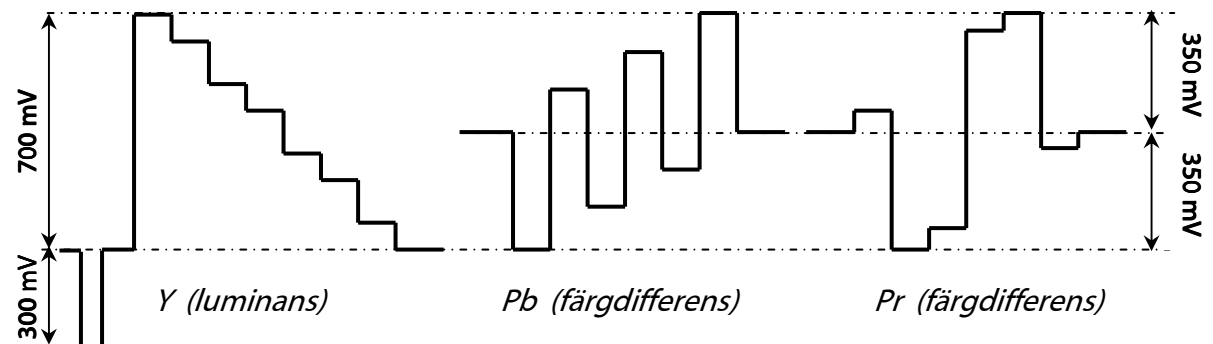 700 mV
300 mV
Y (luminans)
Pb (färgdifferens)
Pr (färgdifferens)
350 mV
350 mV